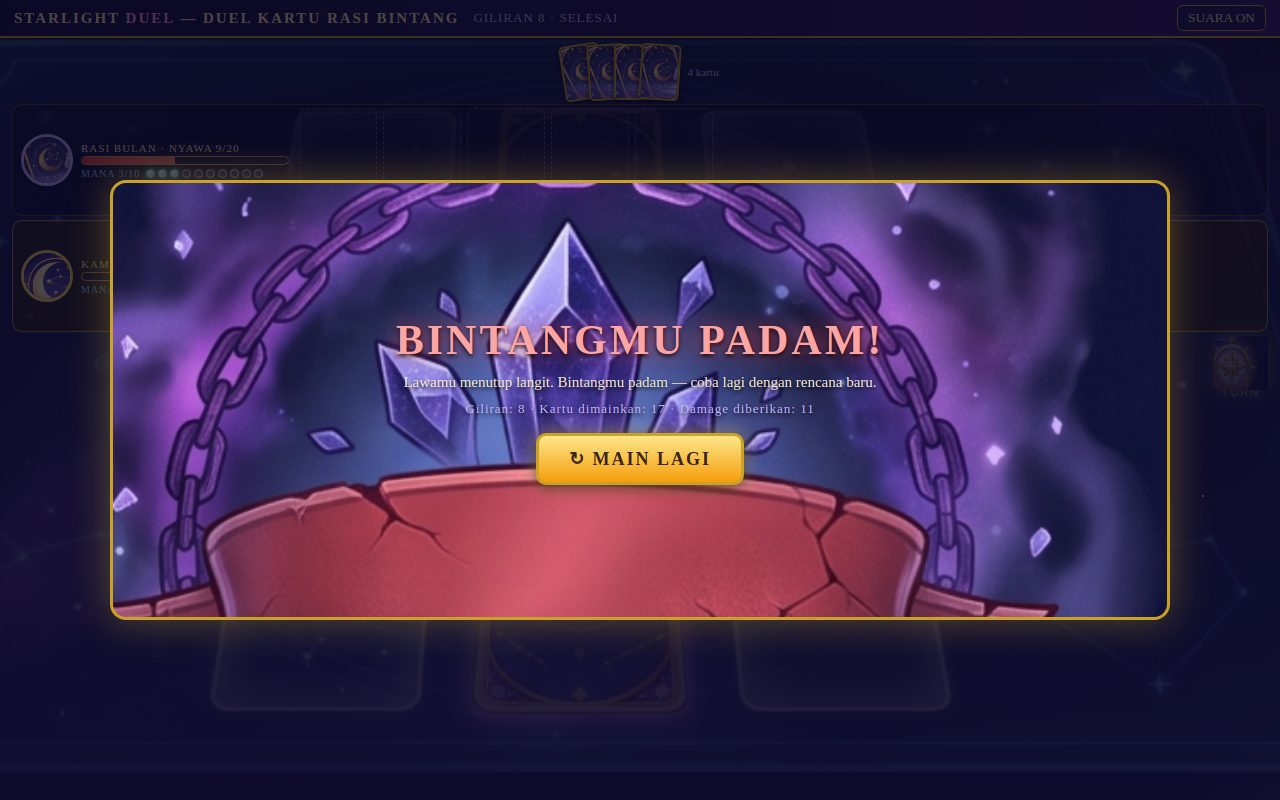 STARLIGHT DUEL — DUEL KARTU RASI BINTANG GILIRAN 8 · SELESAI
SUARA ON
4 kartu
RASI BULAN · NYAWA 9/20
MANA 3/10
KAM
MANA
TURN
BINTANGMU PADAM!
Lawamu menutup langit. Bintangmu padam — coba lagi dengan rencana baru.
Giliran: 8 · Kartu dimainkan: 17 · Damage diberikan: 11
↻ MAIN LAGI